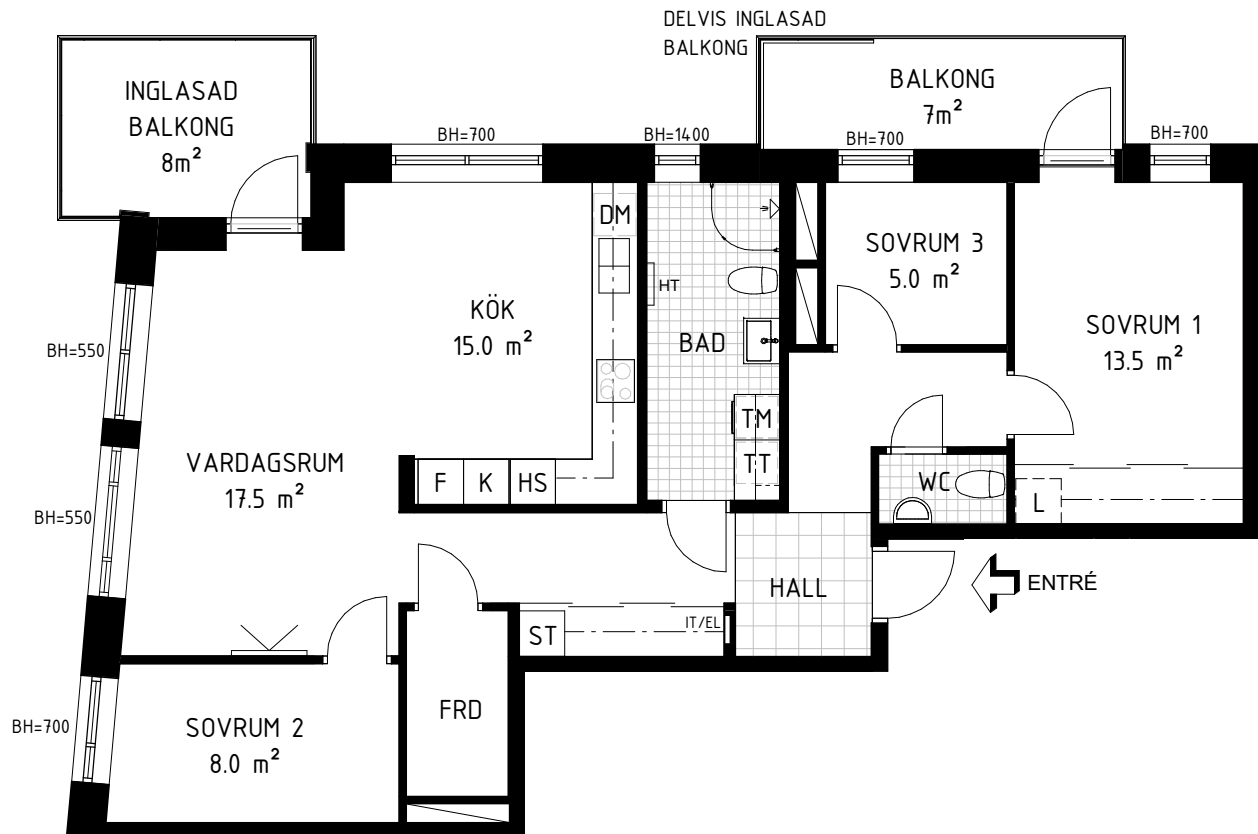 DELVIS INGLASAD
BALKONG
INGLASAD
BALKONG
8m²
BALKONG
7m²
BH=700
BH=1400
BH=700
BH=700
DM
SOVRUM 3
5.0 m²
HT
KÖK
15.0 m²
BAD
SOVRUM 1
13.5 m²
BH=550
TM
TT
VARDAGSRUM
17.5 m²
F
K
HS
WC
L
BH=550
HALL
ENTRÉ
ST
IT/EL
FRD
SOVRUM 2
8.0 m²
BH=700